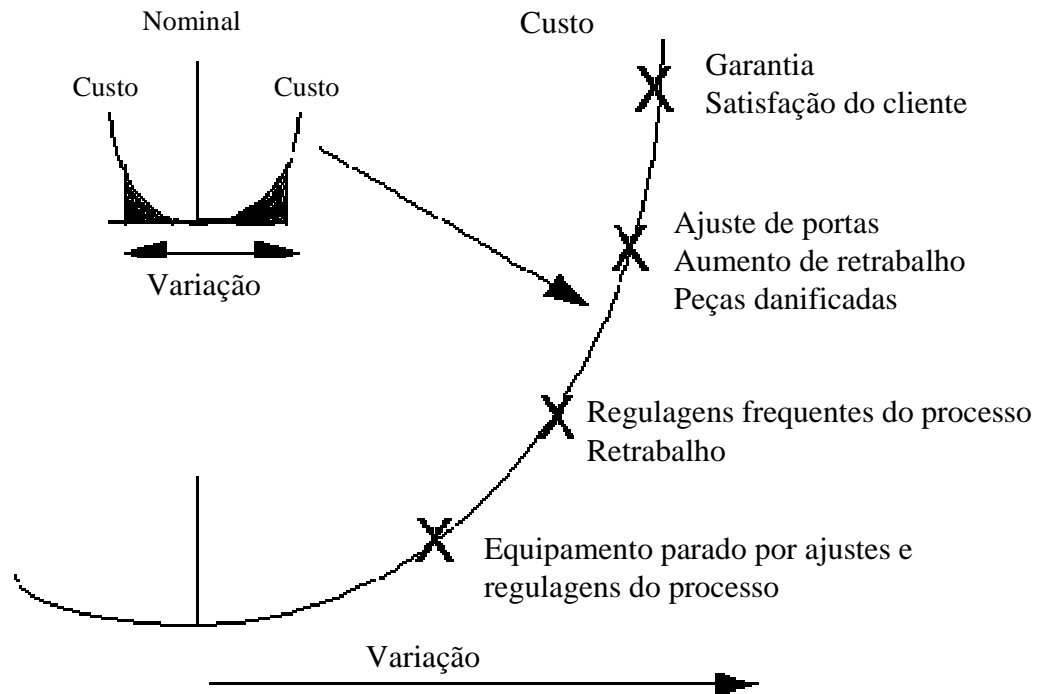 Nominal
Custo
Custo
Custo
Variação
Garantia
Satisfação do cliente
Ajuste de portas
Aumento de retrabalho
Peças danificadas
Regulagens frequentes do processo
Retrabalho
Equipamento parado por ajustes e
regulagens do processo
Variação